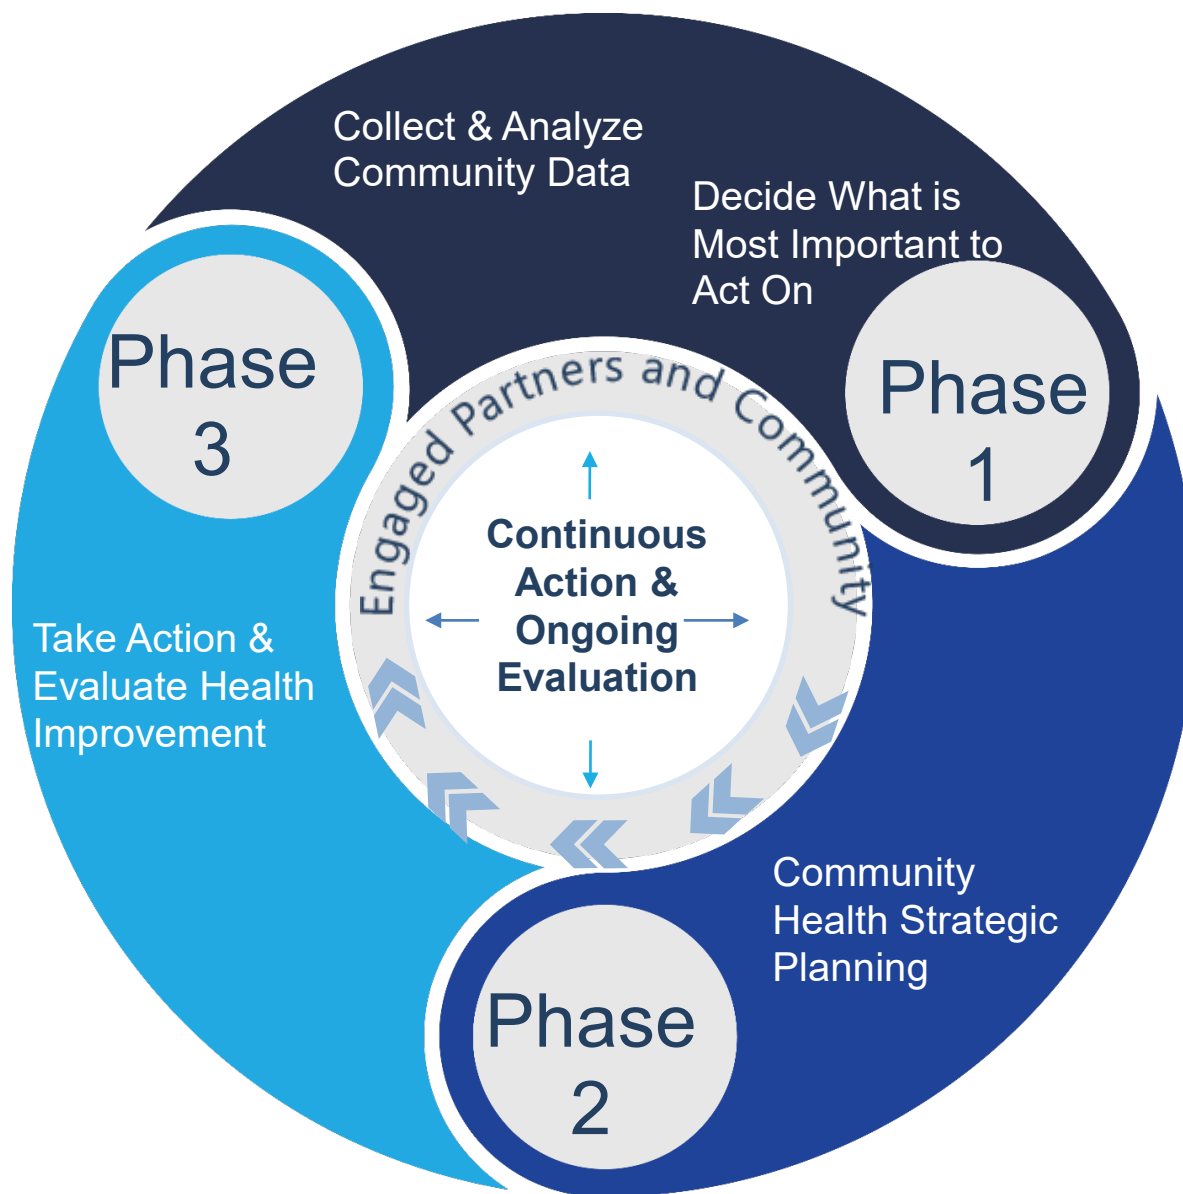 Collect & Analyze
Community Data
Decide What is
Most Important to
Act On
Phase
1
Phase
3
Engaged Partners and Community
Continuous
Action &
Ongoing
Evaluation
Take Action &
Evaluate Health
Improvement
Community
Health Strategic
Planning
Phase
2